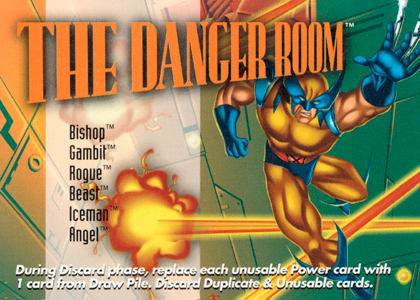 THE DANGER ROOM™
Bishop™
Gambit™
Rogue™
Beast™
Iceman™
Angel™
During Discard phase, replace each unusable Power card with
1 card from Draw Pile. Discard Duplicate & Unusable cards.